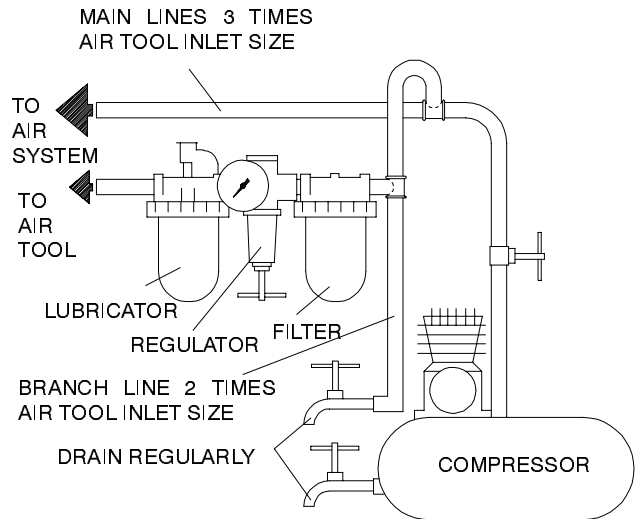 MAIN LINES 3 TIMES
AIR TOOL INLET SIZE
TO
AIR
SYSTEM
TO
AIR
TOOL
LUBRICATOR
REGULATOR
FILTER
BRANCH LINE 2 TIMES
AIR TOOL INLET SIZE
DRAIN REGULARLY
COMPRESSOR